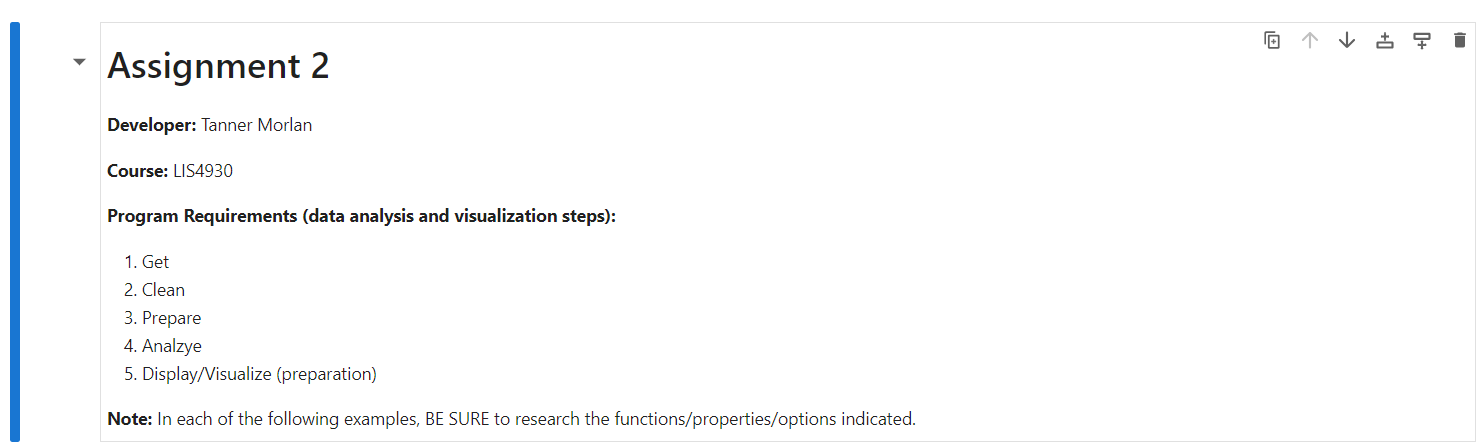 Assignment 2
Developer: Tanner Morlan
Course: LIS4930
Program Requirements (data analysis and visualization steps):
1. Get
2. Clean
3. Prepare
4. Analzye
5. Display/Visualize (preparation)
Note: In each of the following examples, BE SURE to research the functions/properties/options indicated.